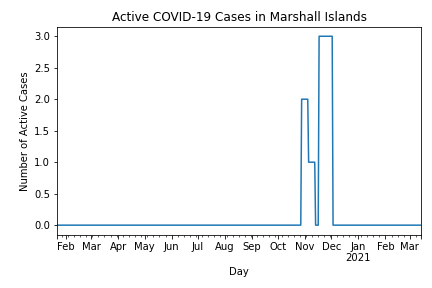 Active COVID-19 Cases in Marshall Islands
3.0
2.5
2.0
1.5
1.0
0.5
0.0
Number of Active Cases
Feb Mar Apr May Jun Jul Aug Sep Oct Nov Dec Jan Feb Mar
2021
Day